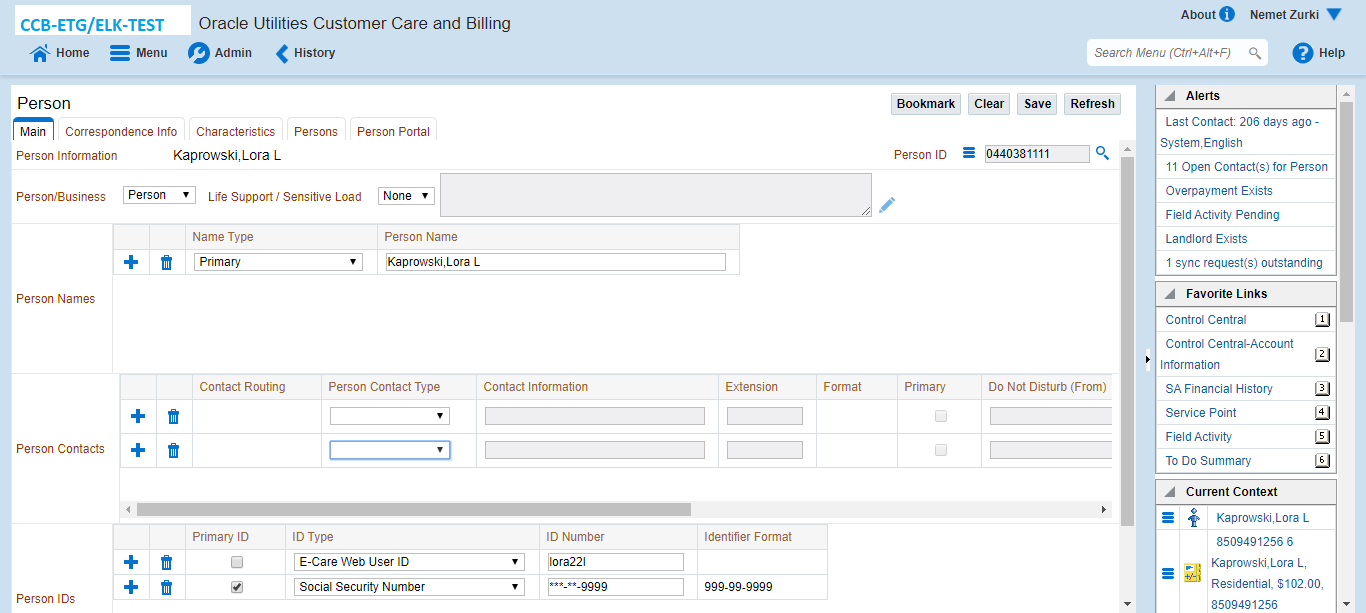 CCB-ETG/ELK-TEST Oracle Utilities Customer Care and Billing
About Nemet Zurki
Home Menu Admin History
Search Menu (Ctrl+Alt+F) Help
Person
Bookmark Clear Save Refresh
Main Correspondence Info Characteristics Persons Person Portal
Person Information Kaprowski,Lora L Person ID 0440381111
Person/Business Person Life Support / Sensitive Load None
Name Type Person Name
Primary Kaprowski,Lora L
Person Names
Contact Routing Person Contact Type Contact Information Extension Format Primary Do Not Disturb (From)
Person Contacts
Primary ID ID Type ID Number Identifier Format
E-Care Web User ID lora22l
Social Security Number ***-**-9999 999-99-9999
Person IDs
Alerts
Last Contact: 206 days ago -
System,English
11 Open Contact(s) for Person
Overpayment Exists
Field Activity Pending
Landlord Exists
1 sync request(s) outstanding
Favorite Links
Control Central 1
Control Central-Account
Information 2
SA Financial History 3
Service Point 4
Field Activity 5
To Do Summary 6
Current Context
Kaprowski,Lora L
8509491256 6
Kaprowski,Lora L,
Residential, $102.00,
8509491256